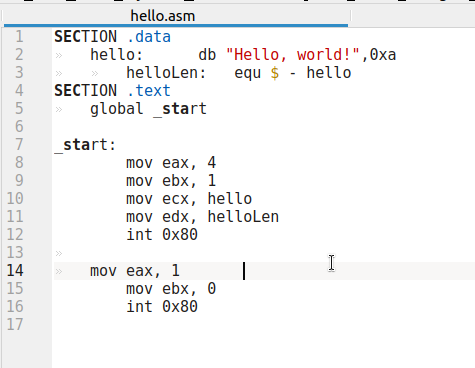 hello.asm
1 SECTION .data
2 » hello: db "Hello, world!",0xa
3 » » helloLen: equ $ - hello
4 SECTION .text
5 » global _start
6
7 _start:
8 mov eax, 4
9 mov ebx, 1
10 mov ecx, hello
11 mov edx, helloLen
12 int 0x80
13 »
14 » mov eax, 1
15 mov ebx, 0
16 int 0x80
17